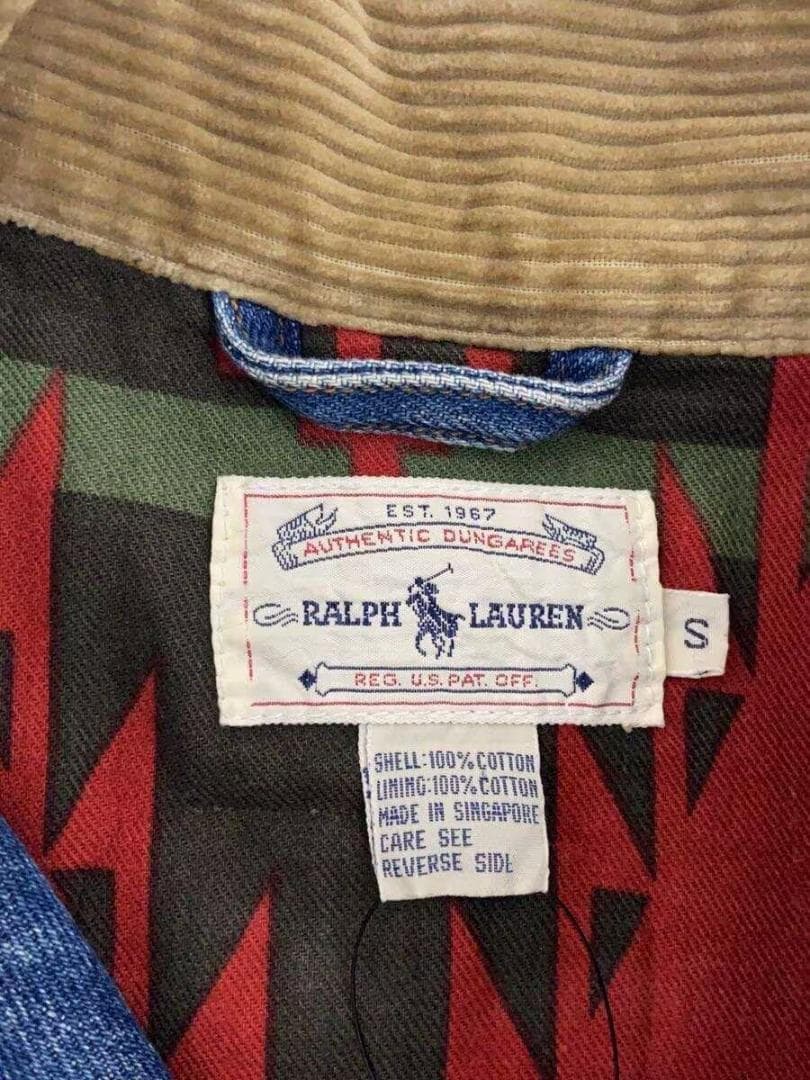 EST. 1967
AUTHENTIC DUNGAREES
RALPH LAUREN
REG. U.S. PAT. OFF.
S
SHELL:100% COTTON
LINING:100% COTTON
MADE IN SINGAPORE
CARE SEE
REVERSE SIDE